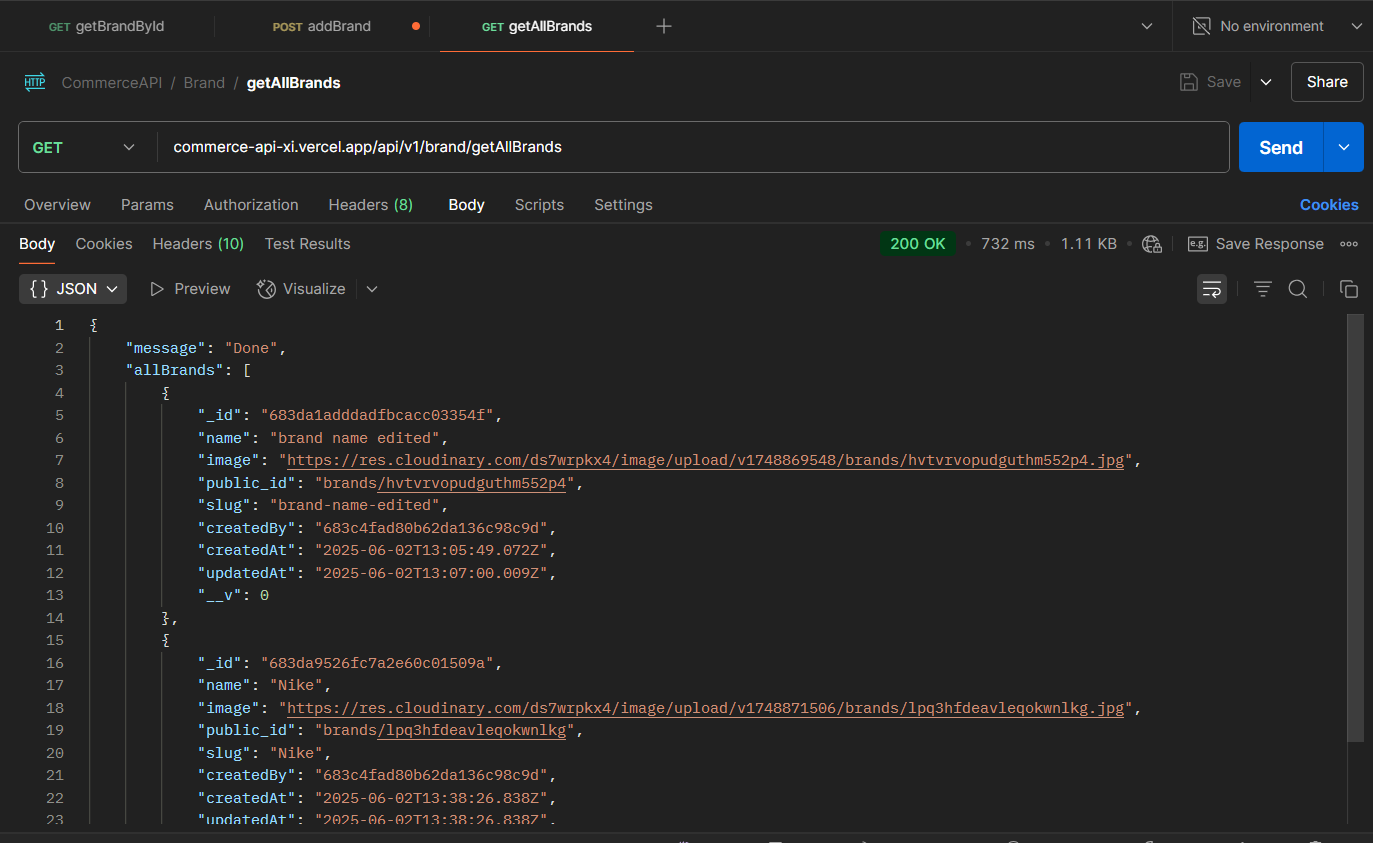 GET getBrandById POST addBrand GET getAllBrands No environment
HTTP CommerceAPI / Brand / getAllBrands Save Share
GET commerce-api-xi.vercel.app/api/v1/brand/getAllBrands Send
Overview Params Authorization Headers (8) Body Scripts Settings Cookies
Body Cookies Headers (10) Test Results 200 OK 732 ms 1.11 KB e.g. Save Response
{} JSON Preview Visualize
1 {
2 "message": "Done",
3 "allBrands": [
4 {
5 "_id": "683da1adddadfbcacc03354f",
6 "name": "brand name edited",
7 "image": "https://res.cloudinary.com/ds7wrpkx4/image/upload/v1748869548/brands/hvtvrvopudguthm552p4.jpg",
8 "public_id": "brands/hvtvrvopudguthm552p4",
9 "slug": "brand-name-edited",
10 "createdBy": "683c4fad80b62da136c98c9d",
11 "createdAt": "2025-06-02T13:05:49.072Z",
12 "updatedAt": "2025-06-02T13:07:00.009Z",
13 "__v": 0
14 },
15 {
16 "_id": "683da9526fc7a2e60c01509a",
17 "name": "Nike",
18 "image": "https://res.cloudinary.com/ds7wrpkx4/image/upload/v1748871506/brands/lpq3hfdeavleqokwnlkg.jpg",
19 "public_id": "brands/lpq3hfdeavleqokwnlkg",
20 "slug": "Nike",
21 "createdBy": "683c4fad80b62da136c98c9d",
22 "createdAt": "2025-06-02T13:38:26.838Z",
23 "updatedAt": "2025-06-02T13:38:26.838Z",